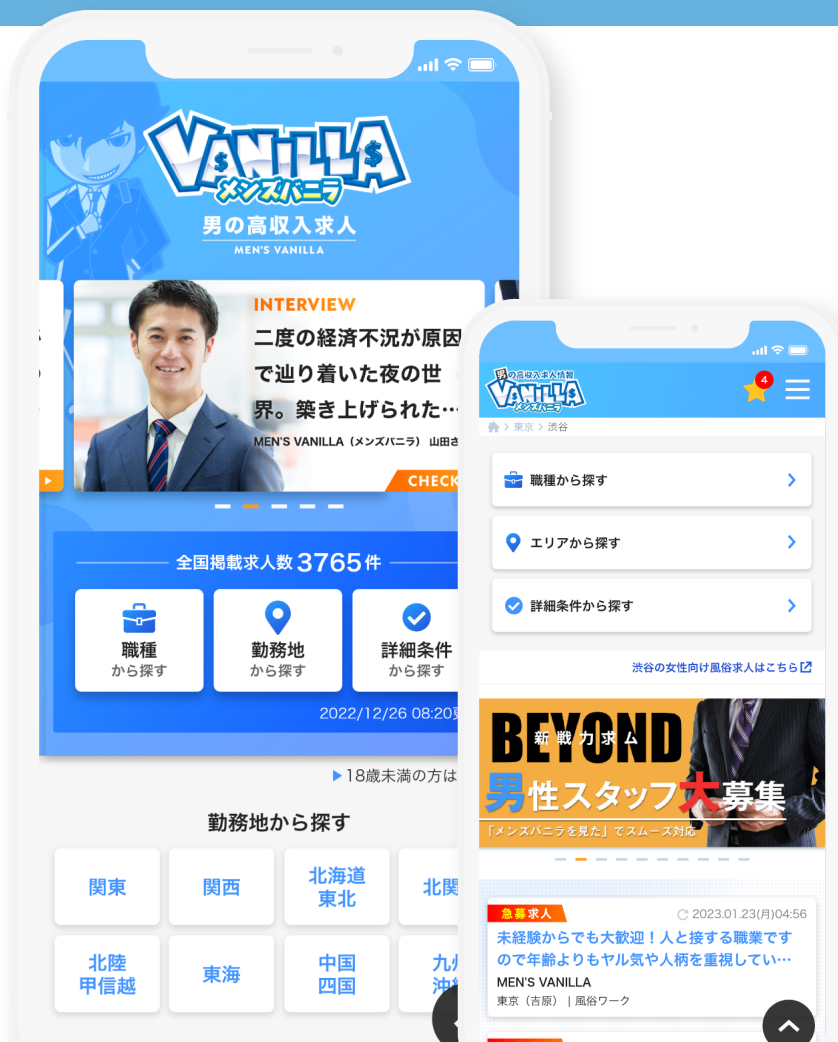 VANILLA
メンズバニラ
男の高収入求人
MEN'S VANILLA
INTERVIEW
二度の経済不況が原因
で辿り着いた夜の世
界。築き上げられた…
MEN'S VANILLA（メンズバニラ） 山田さ
CHECK
全国掲載求人数3765件
職種
から探す
勤務地
から探す
詳細条件
から探す
2022/12/26 08:20
18歳未満の方は
勤務地から探す
関東
関西
北海道
東北
北関
北陸
甲信越
東海
中国
四国
男の高収入求人情報
VANILLA
メンズバニラ
4
> 東京 > 渋谷
職種から探す
エリアから探す
詳細条件から探す
渋谷の女性向け風俗求人はこちら
BEYOND
新戦力求ム
男性スタッフ大募集
「メンズバニラを見た」でスムーズ対応
急募求人
2023.01.23(月)04:56
未経験からでも大歓迎！人と接する職業です
ので年齢よりもヤル気や人柄を重視してい…
MEN'S VANILLA
東京（吉原）｜風俗ワーク